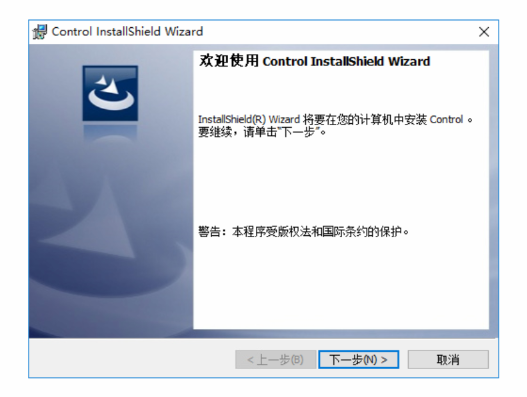 Control InstallShield Wizard
欢迎使用 Control InstallShield Wizard
InstallShield(R) Wizard 将要在您的计算机中安装 Control。
要继续，请单击"下一步"。
警告：本程序受版权法和国际条约的保护。
<上一步(B)
下一步(N) >
取消